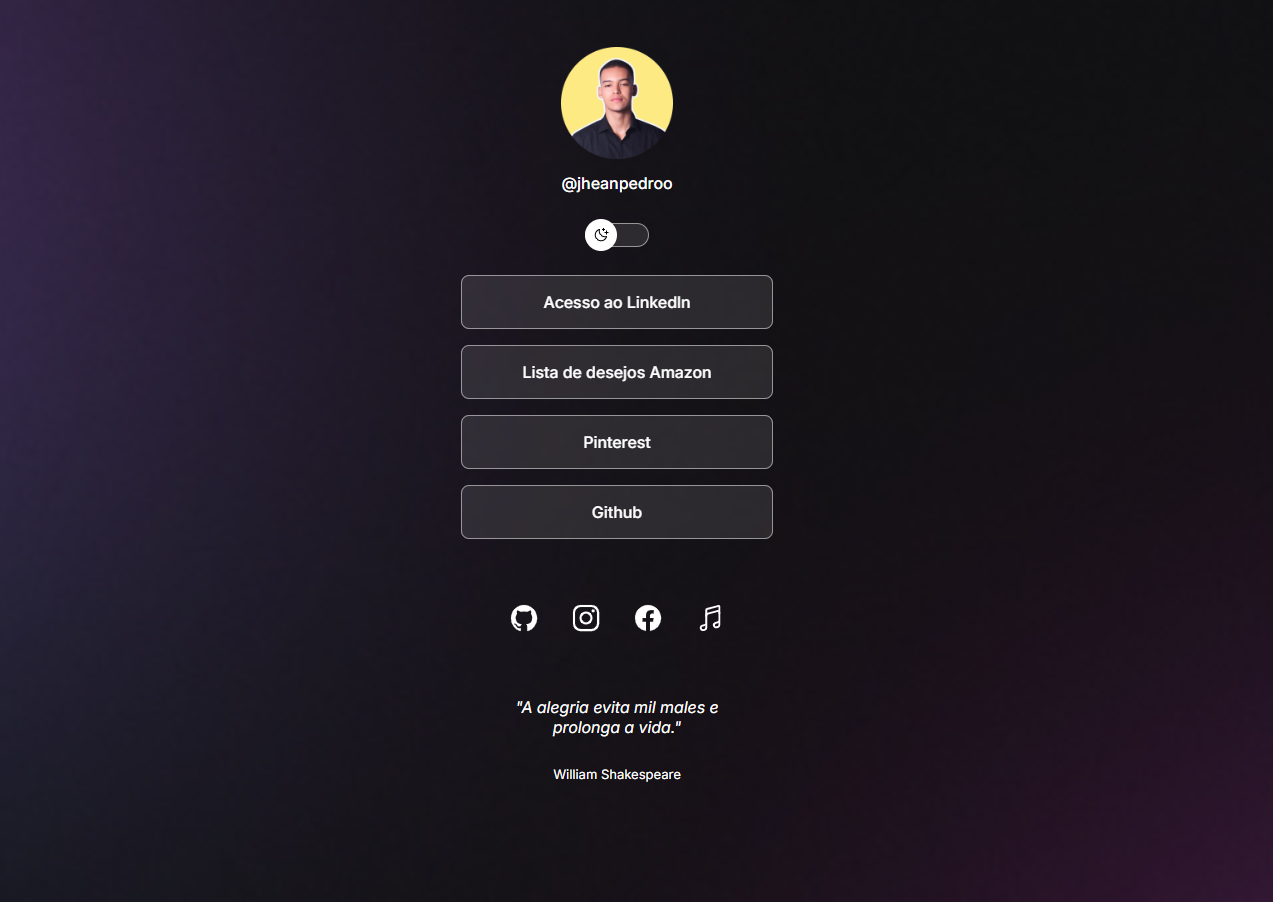 @jheanpedroo
Acesso ao LinkedIn
Lista de desejos Amazon
Pinterest
Github
"A alegria evita mil males e
prolonga a vida."
William Shakespeare